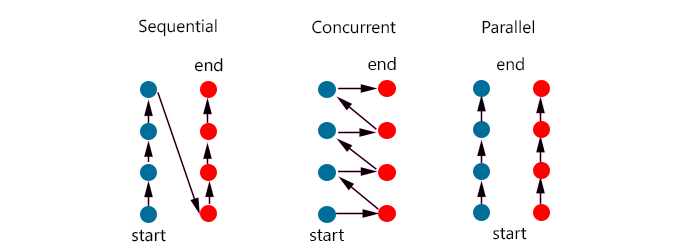 Sequential
Concurrent
Parallel
end
end
end
start
start
start